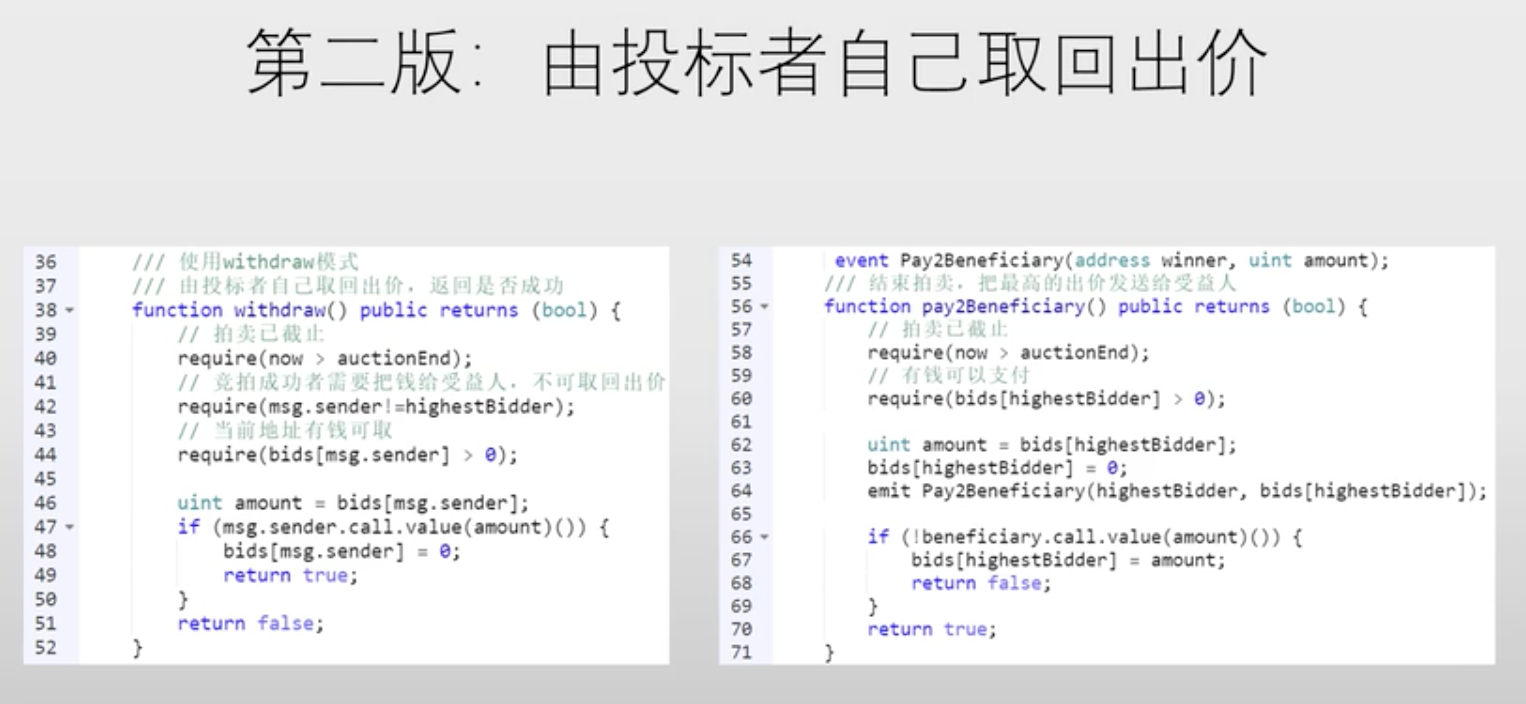 第二版：由投标者自己取回出价
36 /// 使用withdraw模式
37 /// 由投标者自己取回出价，返回是否成功
38 function withdraw() public returns (bool) {
39 // 拍卖已截止
40 require(now > auctionEnd);
41 // 竞拍成功者需要把钱给受益人，不可取回出价
42 require(msg.sender!=highestBidder);
43 // 当前地址有钱可取
44 require(bids[msg.sender] > 0);
45
46 uint amount = bids[msg.sender];
47 if (msg.sender.call.value(amount)()) {
48 bids[msg.sender] = 0;
49 return true;
50 }
51 return false;
52 }
54 event Pay2Beneficiary(address winner, uint amount);
55 /// 结束拍卖，把最高的出价发送给受益人
56 function pay2Beneficiary() public returns (bool) {
57 // 拍卖已截止
58 require(now > auctionEnd);
59 // 有钱可以支付
60 require(bids[highestBidder] > 0);
61
62 uint amount = bids[highestBidder];
63 bids[highestBidder] = 0;
64 emit Pay2Beneficiary(highestBidder, bids[highestBidder]);
65
66 if (!beneficiary.call.value(amount)()) {
67 bids[highestBidder] = amount;
68 return false;
69 }
70 return true;
71 }